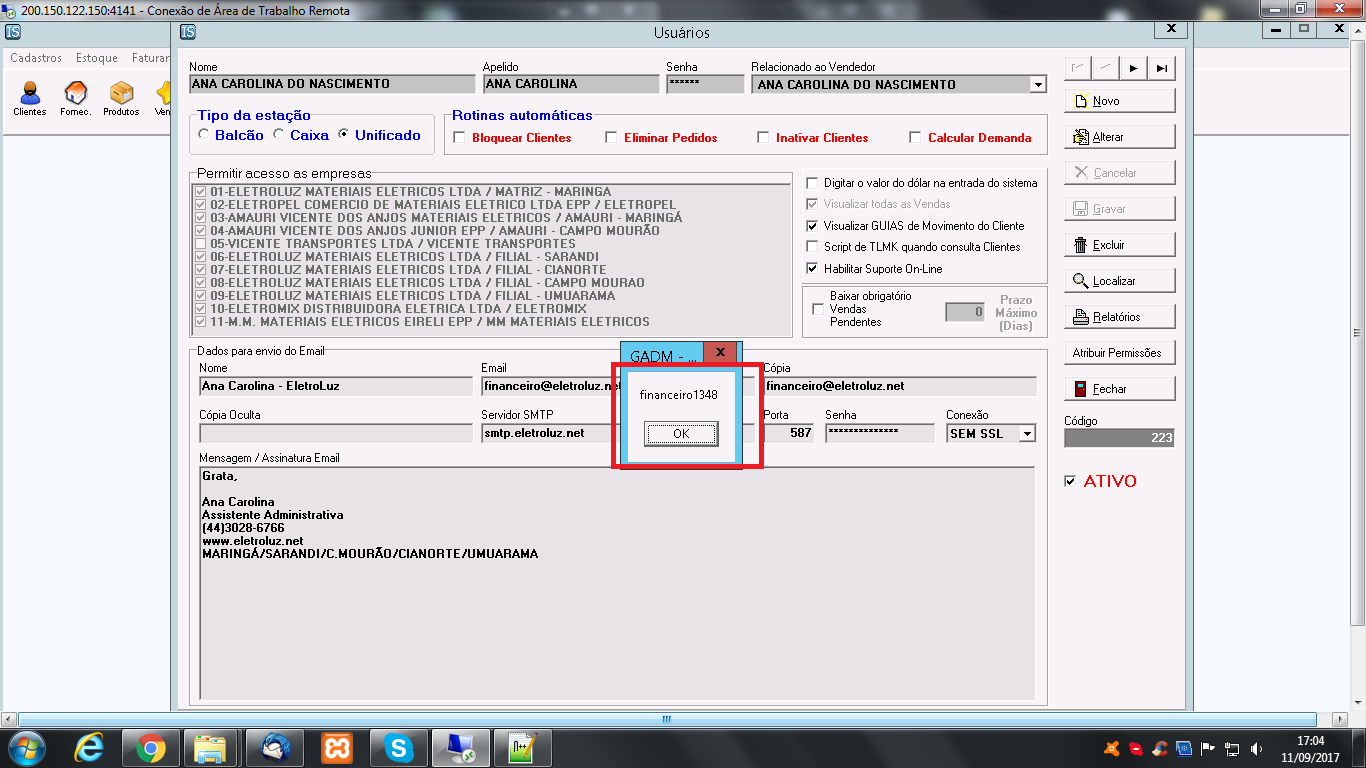 200.150.122.150:4141 - Conexão de Área de Trabalho Remota
IS
IS
Usuários
X
Cadastros Estoque Faturar
Clientes Fornec. Produtos
Nome Apelido Senha Relacionado ao Vendedor
ANA CAROLINA DO NASCIMENTO ANA CAROLINA ****** ANA CAROLINA DO NASCIMENTO
Tipo da estação
Balcão Caixa Unificado
Rotinas automáticas
Bloquear Clientes Eliminar Pedidos Inativar Clientes Calcular Demanda
Permitir acesso as empresas
01-ELETROLUZ MATERIAIS ELETRICOS LTDA / MATRIZ - MARINGA
02-ELETROPEL COMERCIO DE MATERIAIS ELETRICO LTDA EPP / ELETROPEL
03-AMAURI VICENTE DOS ANJOS MATERIAIS ELETRICOS / AMAURI - MARINGÁ
04-AMAURI VICENTE DOS ANJOS JUNIOR EPP / AMAURI - CAMPO MOURÃO
05-VICENTE TRANSPORTES LTDA / VICENTE TRANSPORTES
06-ELETROLUZ MATERIAIS ELETRICOS LTDA / FILIAL - SARANDI
07-ELETROLUZ MATERIAIS ELETRICOS LTDA / FILIAL - CIANORTE
08-ELETROLUZ MATERIAIS ELETRICOS LTDA / FILIAL - CAMPO MOURAO
09-ELETROLUZ MATERIAIS ELETRICOS LTDA / FILIAL - UMUARAMA
10-ELETROMIX DISTRIBUIDORA ELETRICA LTDA / ELETROMIX
11-M.M. MATERIAIS ELETRICOS EIRELI EPP / MM MATERIAIS ELETRICOS
Digitar o valor do dólar na entrada do sistema
Visualizar todas as Vendas
Visualizar GUIAS de Movimento do Cliente
Script de TLMK quando consulta Clientes
Habilitar Suporte On-Line
Baixar obrigatório
Vendas
Pendentes
0
Prazo
Máximo
(Dias)
Novo
Alterar
Cancelar
Gravar
Excluir
Localizar
Relatórios
Atribuir Permissões
Fechar
Código
223
ATIVO
Dados para envio do Email
Nome Email Cópia
Ana Carolina - EletroLuz financeiro@eletroluz.net financeiro@eletroluz.net
Cópia Oculta Servidor SMTP Porta Senha Conexão
smtp.eletroluz.net 587 ************** SEM SSL
GADM - ...
X
financeiro1348
OK
Mensagem / Assinatura Email
Grata,
Ana Carolina
Assistente Administrativa
(44)3028-6766
www.eletroluz.net
MARINGÁ/SARANDI/C.MOURÃO/CIANORTE/UMUARAMA
17:04
11/09/2017